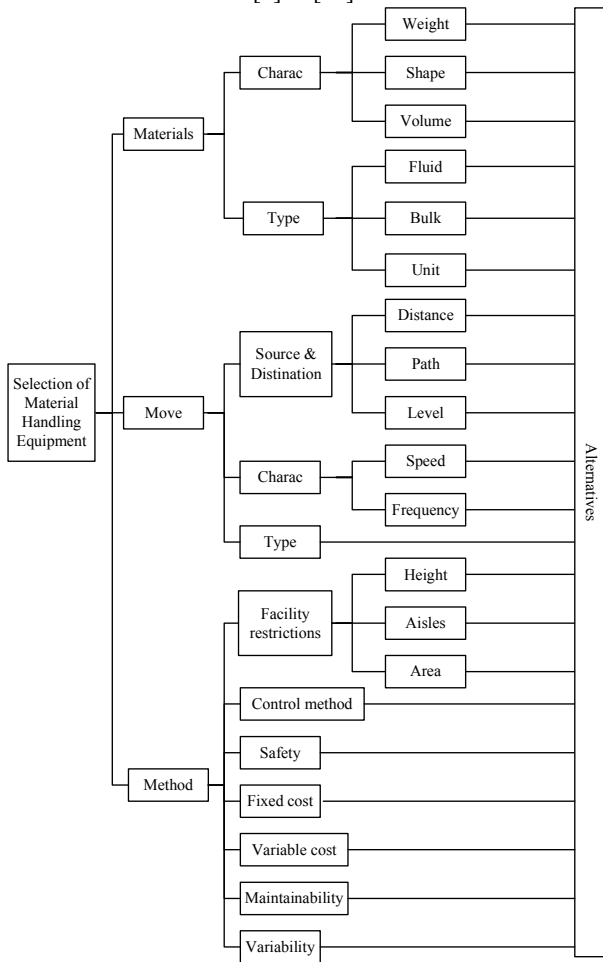 Weight
Charac
Shape
Materials
Volume
Fluid
Type
Bulk
Unit
Distance
Source &
Distination
Path
Selection of
Material
Handling
Equipment
Move
Level
Speed
Charac
Frequency
Type
Height
Facility
restrictions
Aisles
Area
Control method
Safety
Method
Fixed cost
Variable cost
Maintainability
Variability
Alternatives